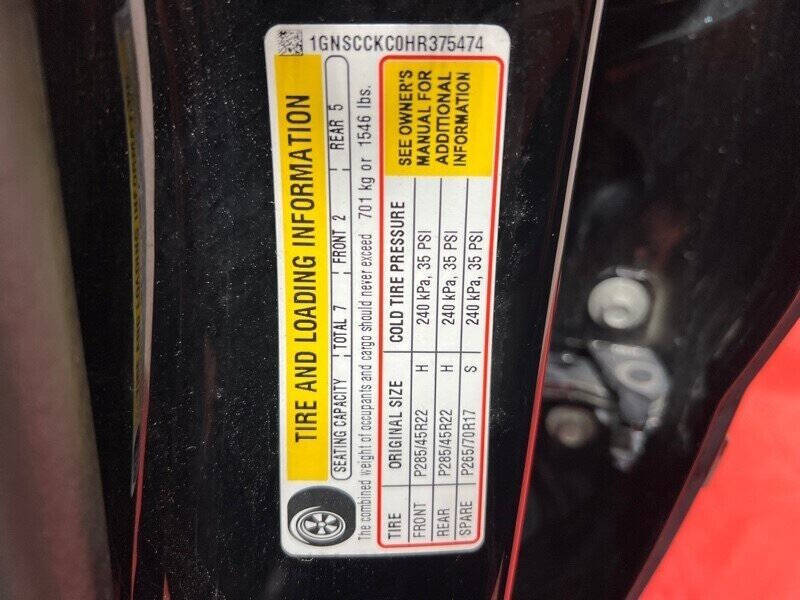 1GNSCCKC0HR375474
TIRE AND LOADING INFORMATION
SEATING CAPACITY TOTAL 7 FRONT 2 REAR 5
The combined weight of occupants and cargo should never exceed 701 kg or 1546 lbs.
TIRE ORIGINAL SIZE COLD TIRE PRESSURE
FRONT P285/45R22 H 240 kPa, 35 PSI
REAR P285/45R22 H 240 kPa, 35 PSI
SPARE P265/70R17 S 240 kPa, 35 PSI
SEE OWNER'S
MANUAL FOR
ADDITIONAL
INFORMATION